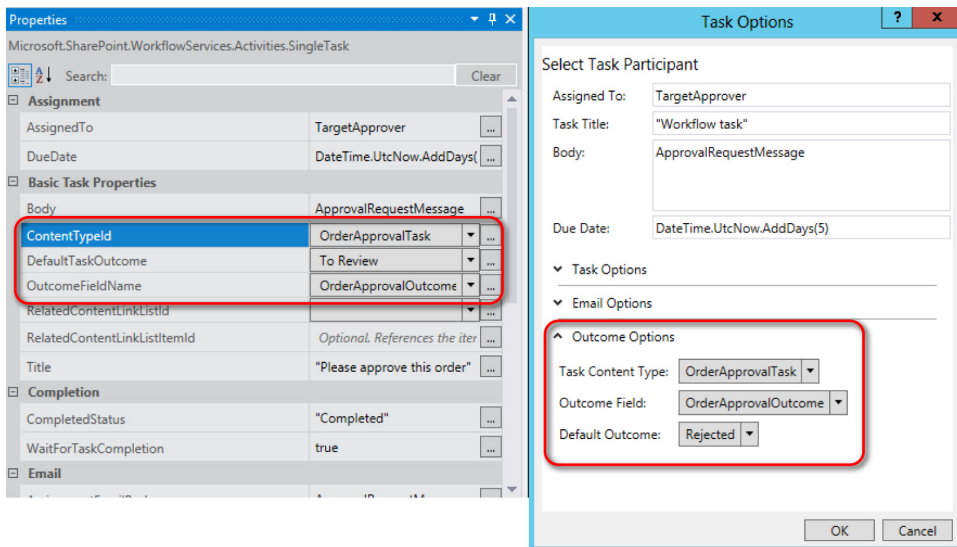 Properties
Microsoft.SharePoint.WorkflowServices.Activities.SingleTask
Search: Clear
Assignment
AssignedTo TargetApprover ...
DueDate DateTime.UtcNow.AddDays( ...
Basic Task Properties
Body ApprovalRequestMessage ...
ContentTypeId OrderApprovalTask ...
DefaultTaskOutcome To Review ...
OutcomeFieldName OrderApprovalOutcome ...
RelatedContentLinkListId ...
RelatedContentLinkListItemId Optional. References the iter ...
Title "Please approve this order" ...
Completion
CompletedStatus "Completed" ...
WaitForTaskCompletion true ...
Email
Task Options ? x
Select Task Participant
Assigned To: TargetApprover
Task Title: "Workflow task"
Body: ApprovalRequestMessage
Due Date: DateTime.UtcNow.AddDays(5)
Task Options
Email Options
Outcome Options
Task Content Type: OrderApprovalTask
Outcome Field: OrderApprovalOutcome
Default Outcome: Rejected
OK Cancel